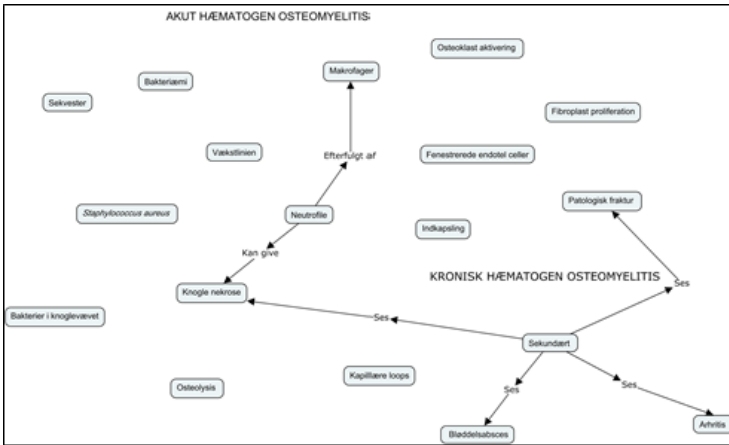 AKUT HÆMATOGEN OSTEOMYELITIS:
Osteoklast aktivering
Makrofager
Bakteriæmi
Sekvester
Fibroplast proliferation
Vækstlinien
Efterfulgt af
Fenestrerede endotel celler
Patologisk fraktur
Staphylococcus aureus
Neutrofile
Indkapsling
Kan give
KRONISK HÆMATOGEN OSTEOMYELITIS
Ses
Knogle nekrose
Bakterier i knoglevævet
Ses
Sekundært
Kapillære loops
Osteolysis
Ses
Ses
Arhritis
Bløddelsabsces